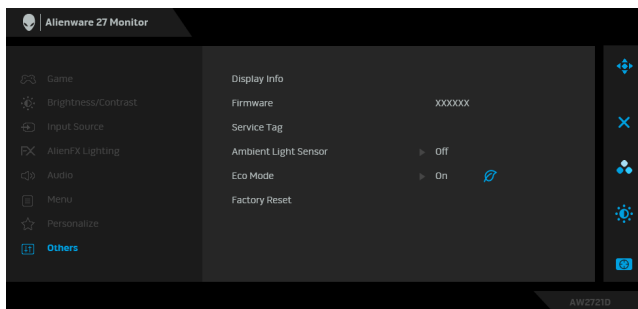 Alienware 27 Monitor
Game
Brightness/Contrast
Input Source
FX AlienFX Lighting
Audio
Menu
Personalize
Others
Display Info
Firmware XXXXXX
Service Tag
Ambient Light Sensor Off
Eco Mode On
Factory Reset
AW2721D